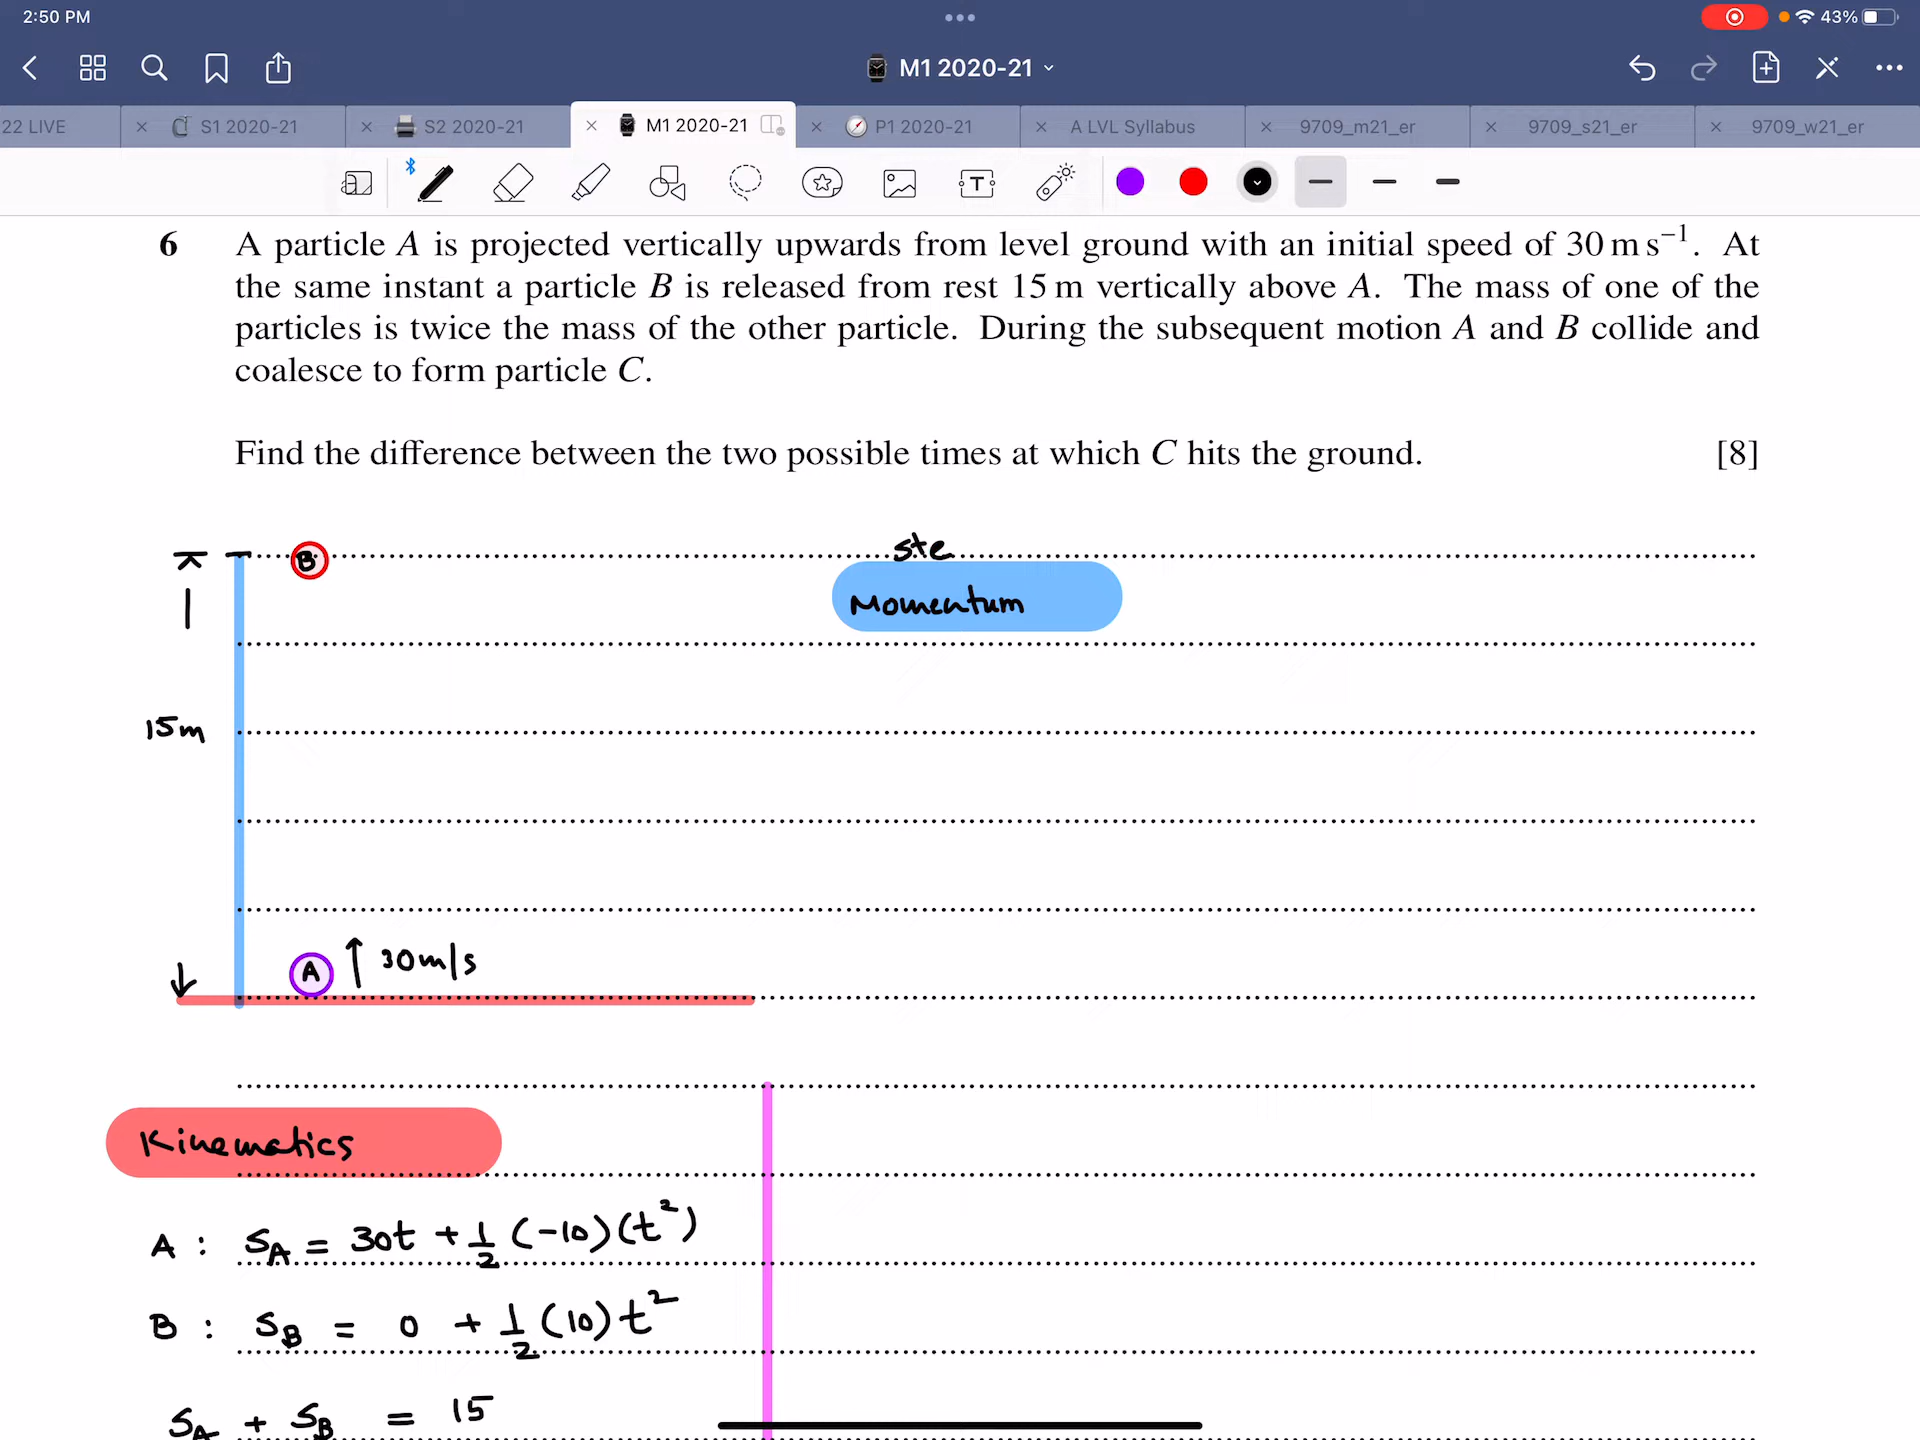 2:50 PM
43%
M1 2020-21
22 LIVE
S1 2020-21
S2 2020-21
M1 2020-21
P1 2020-21
A LVL Syllabus
9709_m21_er
9709_s21_er
9709_w21_er
6 A particle A is projected vertically upwards from level ground with an initial speed of 30 m s⁻¹. At
the same instant a particle B is released from rest 15 m vertically above A. The mass of one of the
particles is twice the mass of the other particle. During the subsequent motion A and B collide and
coalesce to form particle C.
Find the difference between the two possible times at which C hits the ground. [8]
B
ste
Momentum
15m
A ↑ 30m/s
Kinematics
A : S_A = 30t + 1/2 (-10)(t²)
B : S_B = 0 + 1/2 (10)t²
S_A + S_B = 15